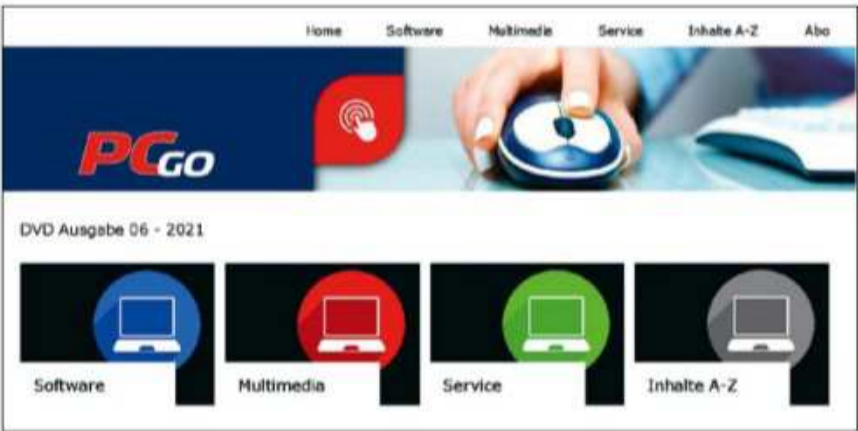 Home Software Multimedia Service Inhalte A-Z Abo
PCGO
DVD Ausgabe 06 - 2021
Software Multimedia Service Inhalte A-Z